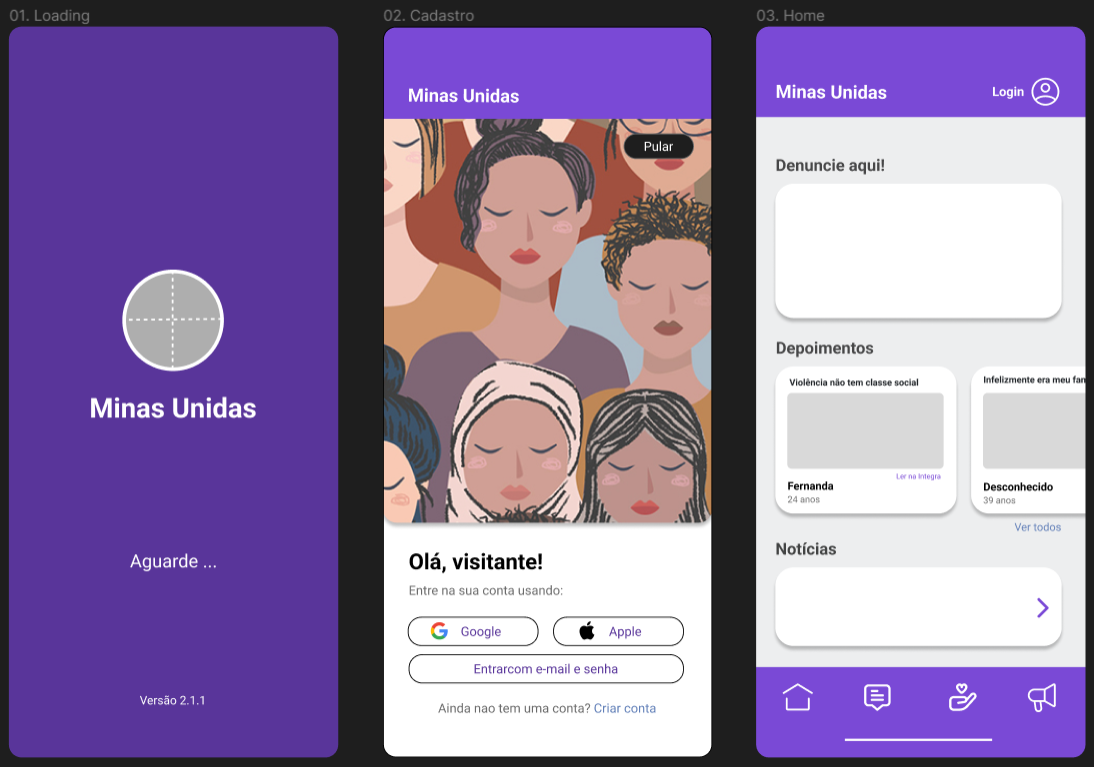 01. Loading
Minas Unidas
Aguarde ...
Versão 2.1.1
02. Cadastro
Minas Unidas
Pular
Olá, visitante!
Entre na sua conta usando:
Google
Apple
Entrarcom e-mail e senha
Ainda nao tem uma conta? Criar conta
03. Home
Minas Unidas
Login
Denuncie aqui!
Depoimentos
Violência não tem classe social
Ler na Integra
Fernanda
24 anos
Infelizmente era meu fam
Desconhecido
39 anos
Ver todos
Notícias